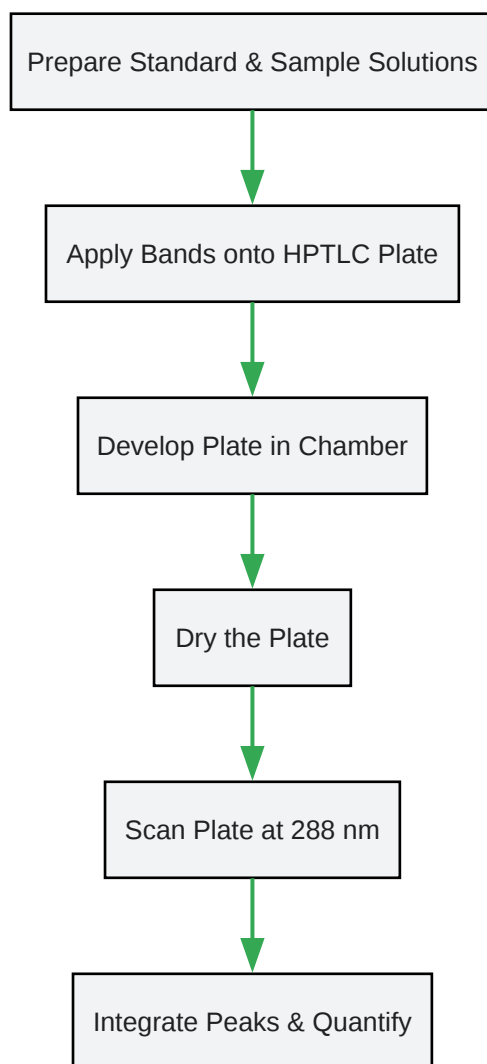 Prepare Standard & Sample Solutions
Apply Bands onto HPTLC Plate
Develop Plate in Chamber
Dry the Plate
Scan Plate at 288 nm
Integrate Peaks & Quantify